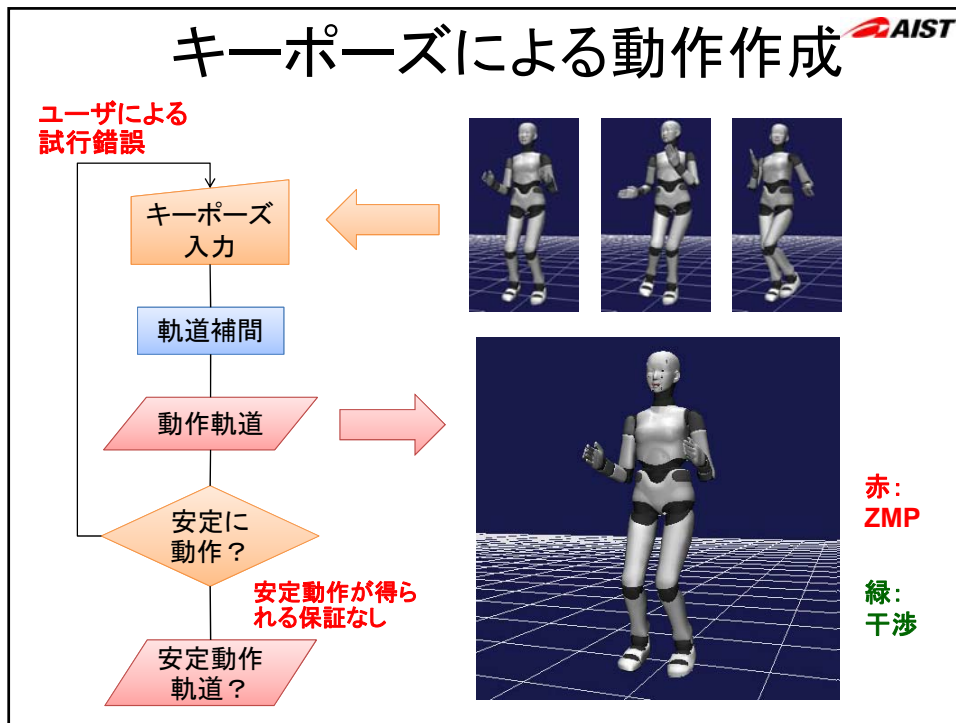 キーポーズによる動作作成
AIST
ユーザによる
試行錯誤
キーポーズ
入力
軌道補間
動作軌道
安定に
動作？
安定動作が得ら
れる保証なし
安定動作
軌道？
赤：
ZMP
緑：
干渉